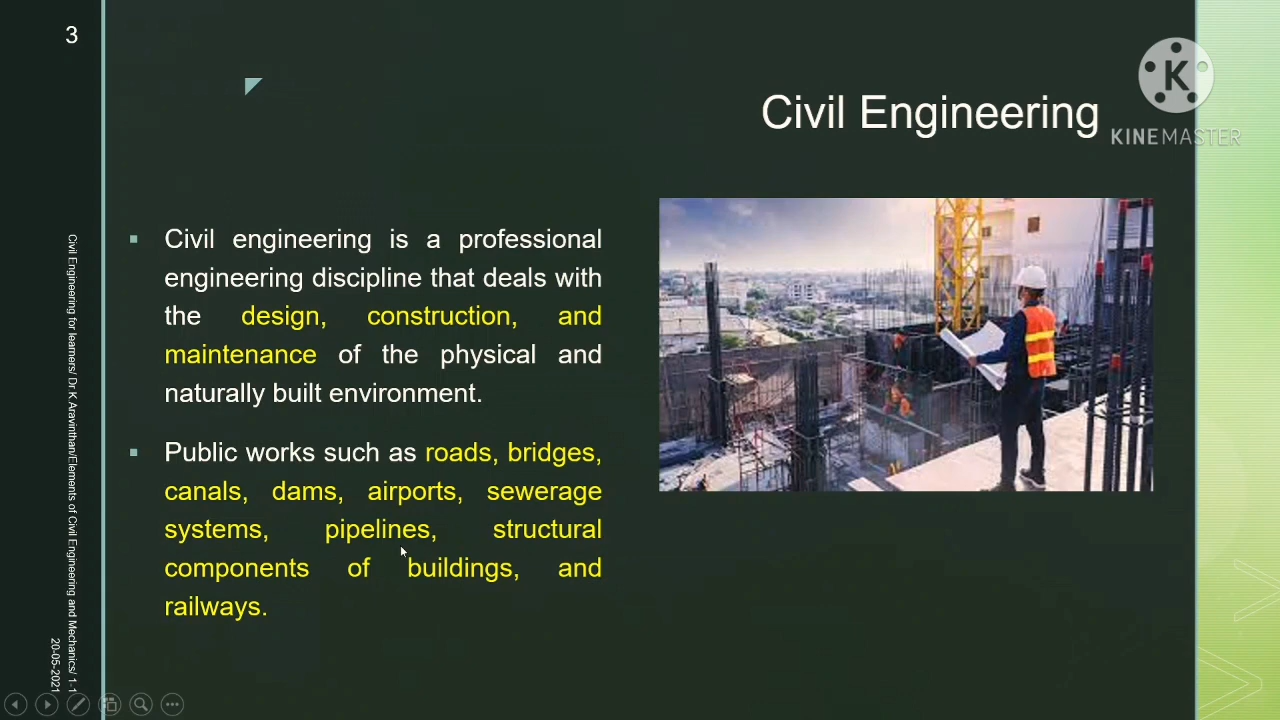 3
Civil Engineering
K
KINEMASTER
Civil engineering is a professional
engineering discipline that deals with
the design, construction, and
maintenance of the physical and
naturally built environment.
Public works such as roads, bridges,
canals, dams, airports, sewerage
systems, pipelines, structural
components of buildings, and
railways.
Civil Engineering for learners/ Dr.K.Aravinthan/Elements of Civil Engineering and Mechanics/ 1-1
20-05-2021